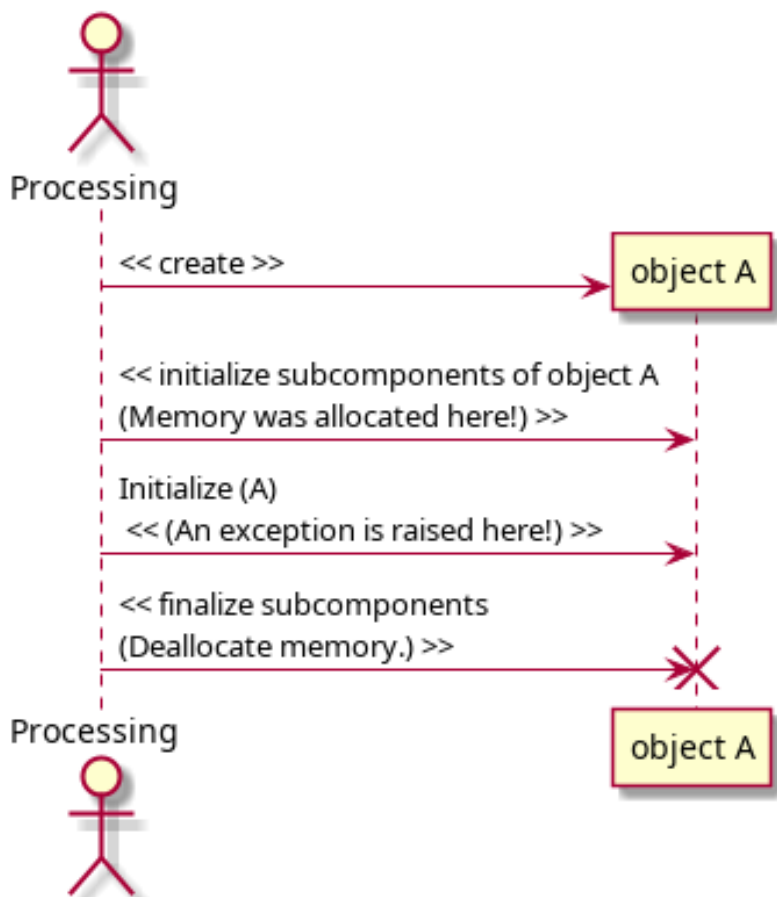 Processing
<< create >>
object A
<< initialize subcomponents of object A
(Memory was allocated here!) >>
Initialize (A)
<< (An exception is raised here!) >>
<< finalize subcomponents
(Deallocate memory.) >>
Processing
object A